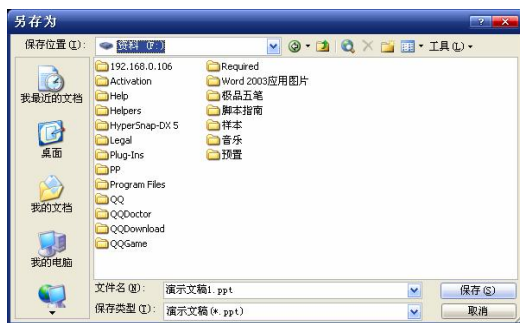 另存为
保存位置(I): 资料 (F:) 工具(L)
我最近的文档
桌面
我的文档
我的电脑
192.168.0.106
Activation
Help
Helpers
HyperSnap-DX 5
Legal
Plug-Ins
PP
Program Files
QQ
QQDoctor
QQDownload
QQGame
Required
Word 2003应用图片
极品五笔
脚本指南
样本
音乐
预置
文件名(N): 演示文稿1.ppt 保存(S)
保存类型(T): 演示文稿(*.ppt) 取消